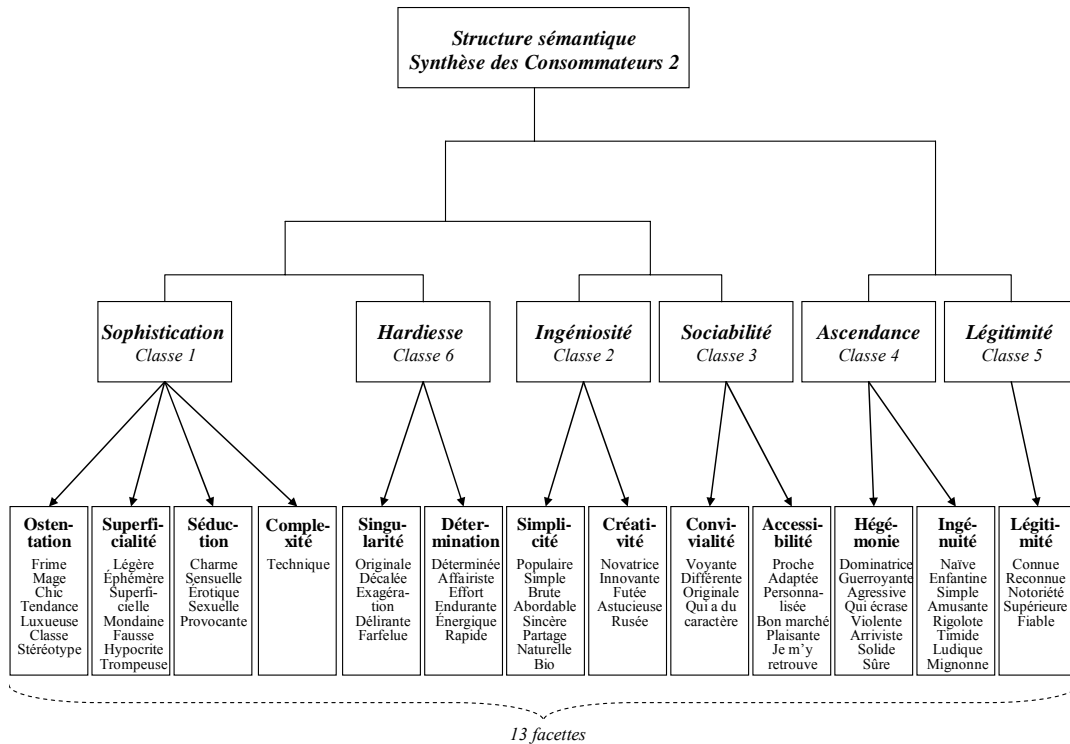 Structure sémantique
Synthèse des Consommateurs 2
Sophistication
Classe 1
Hardiesse
Classe 6
Ingéniosité
Classe 2
Sociabilité
Classe 3
Ascendance
Classe 4
Légitimité
Classe 5
Osten-
tation
Frime
Mage
Chic
Tendance
Luxueuse
Classe
Stéréotype
Superfi-
cialité
Légère
Éphémère
Superfi-
cielle
Mondaine
Fausse
Hypocrite
Trompeuse
Séduc-
tion
Charme
Sensuelle
Érotique
Sexuelle
Provocante
Comple-
xité
Technique
Singu-
larité
Originale
Décalée
Exagéra-
tion
Délirante
Farfelue
Déter-
mination
Déterminée
Affairiste
Effort
Endurante
Énergique
Rapide
Simpli-
cité
Populaire
Simple
Brute
Abordable
Sincère
Partage
Naturelle
Bio
Créati-
vité
Novatrice
Innovante
Futée
Astucieuse
Rusée
Convi-
vialité
Voyante
Différente
Originale
Qui a du
caractère
Accessi-
bilité
Proche
Adaptée
Personna-
lisée
Bon marché
Plaisante
Je m’y
retrouve
Hégé-
monie
Dominatrice
Guerroyante
Agressive
Qui écrase
Violente
Arriviste
Solide
Sûre
Ingé-
nuité
Naïve
Enfantine
Simple
Amusante
Rigolote
Timide
Ludique
Mignonne
Légiti-
mité
Connue
Reconnue
Notoriété
Supérieure
Fiable
13 facettes